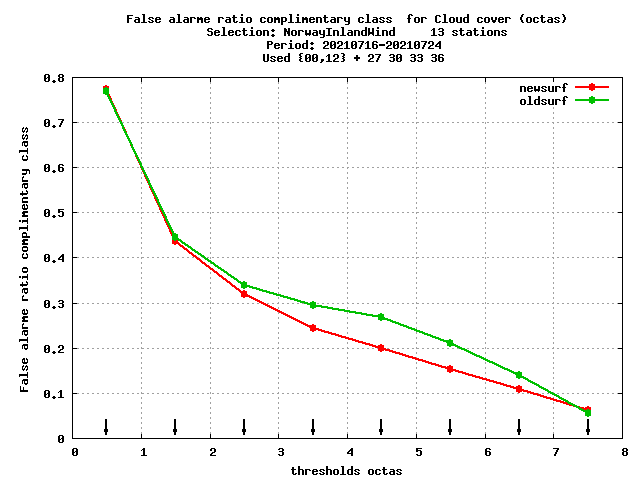 False alarme ratio complimentary class  for Cloud cover (octas)
Selection: NorwayInlandWind     13 stations
Period: 20210716-20210724
Used {00,12} + 27 30 33 36
newsurf
oldsurf
False alarme ratio complimentary class
0.8
0.7
0.6
0.5
0.4
0.3
0.2
0.1
0
0 1 2 3 4 5 6 7 8
thresholds octas